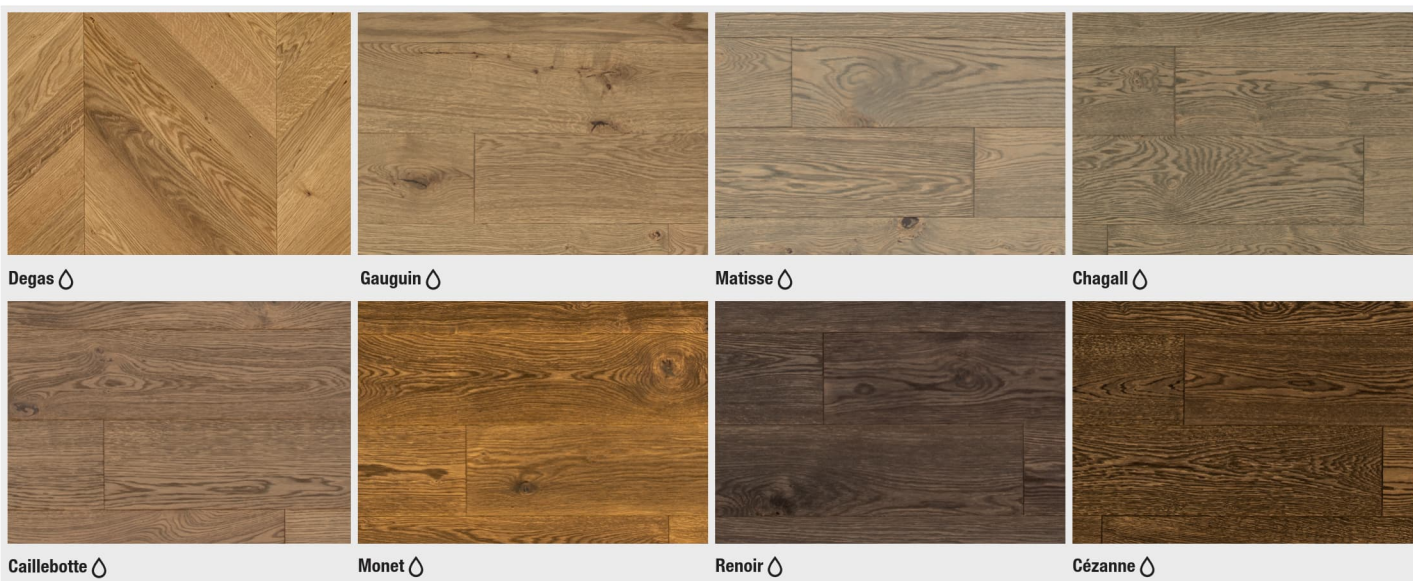 Degas
Gauguin
Matisse
Chagall
Caillebotte
Monet
Renoir
Cézanne